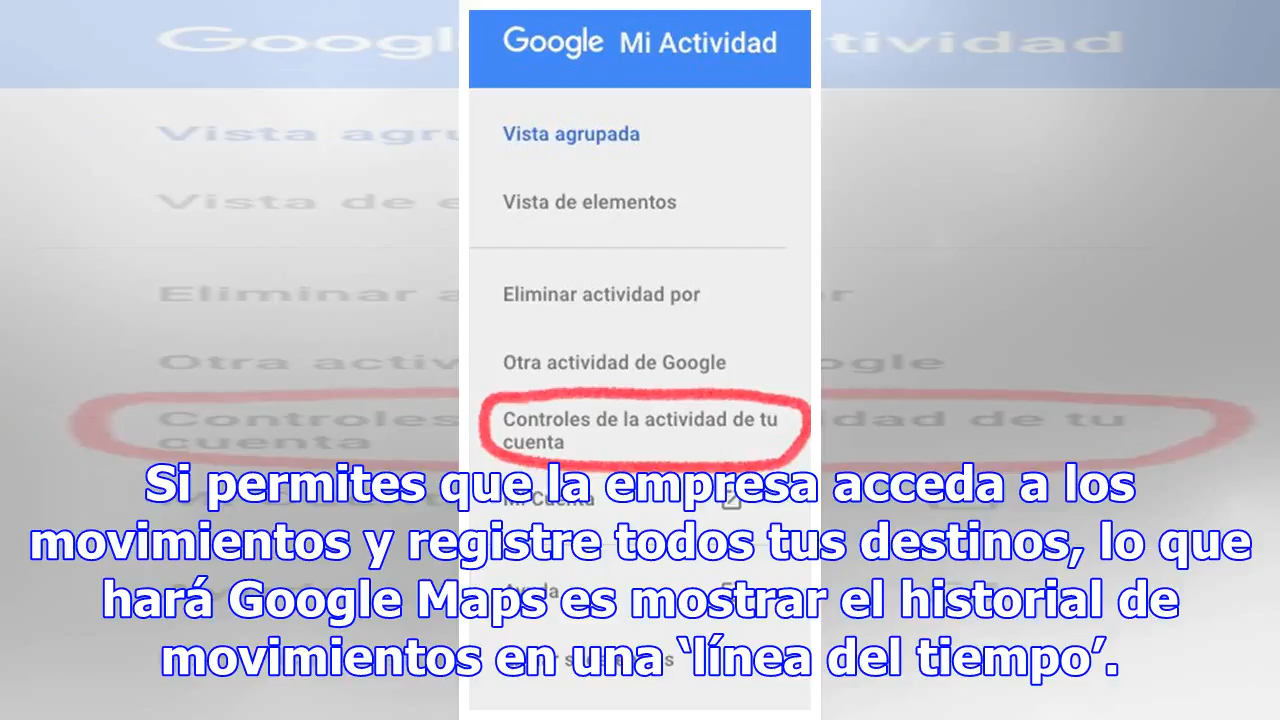 Google Mi Actividad
Vista agrupada
Vista de elementos
Eliminar actividad por
Otra actividad de Google
Controles de la actividad de tu
cuenta
Mi Cuenta
Si permites que la empresa acceda a los
movimientos y registre todos tus destinos, lo que
hará Google Maps es mostrar el historial de
movimientos en una ‘línea del tiempo’.